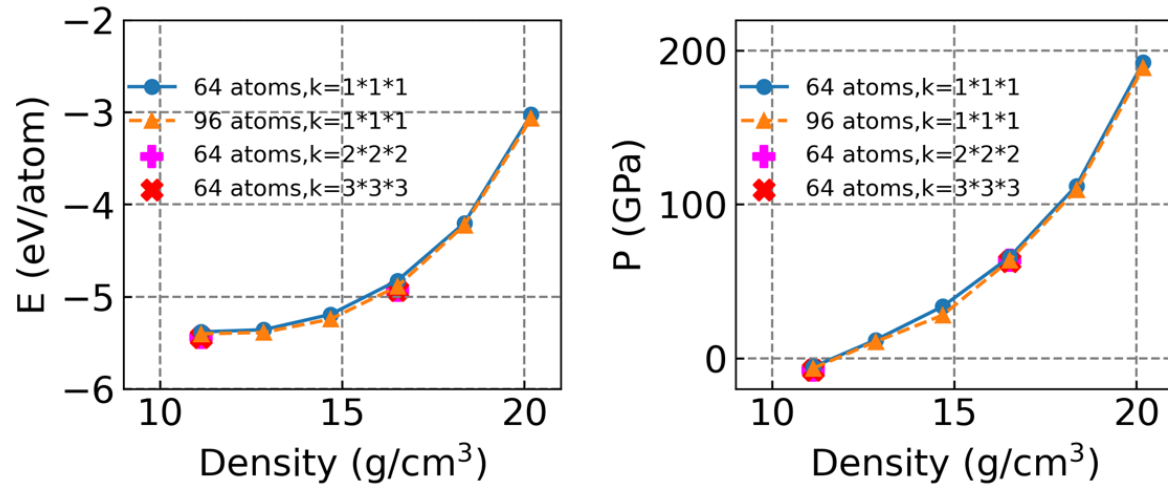 E (eV/atom)
−2
−3
−4
−5
−6
64 atoms,k=1*1*1
96 atoms,k=1*1*1
64 atoms,k=2*2*2
64 atoms,k=3*3*3
10
15
20
Density (g/cm³)
P (GPa)
200
100
0
64 atoms,k=1*1*1
96 atoms,k=1*1*1
64 atoms,k=2*2*2
64 atoms,k=3*3*3
10
15
20
Density (g/cm³)